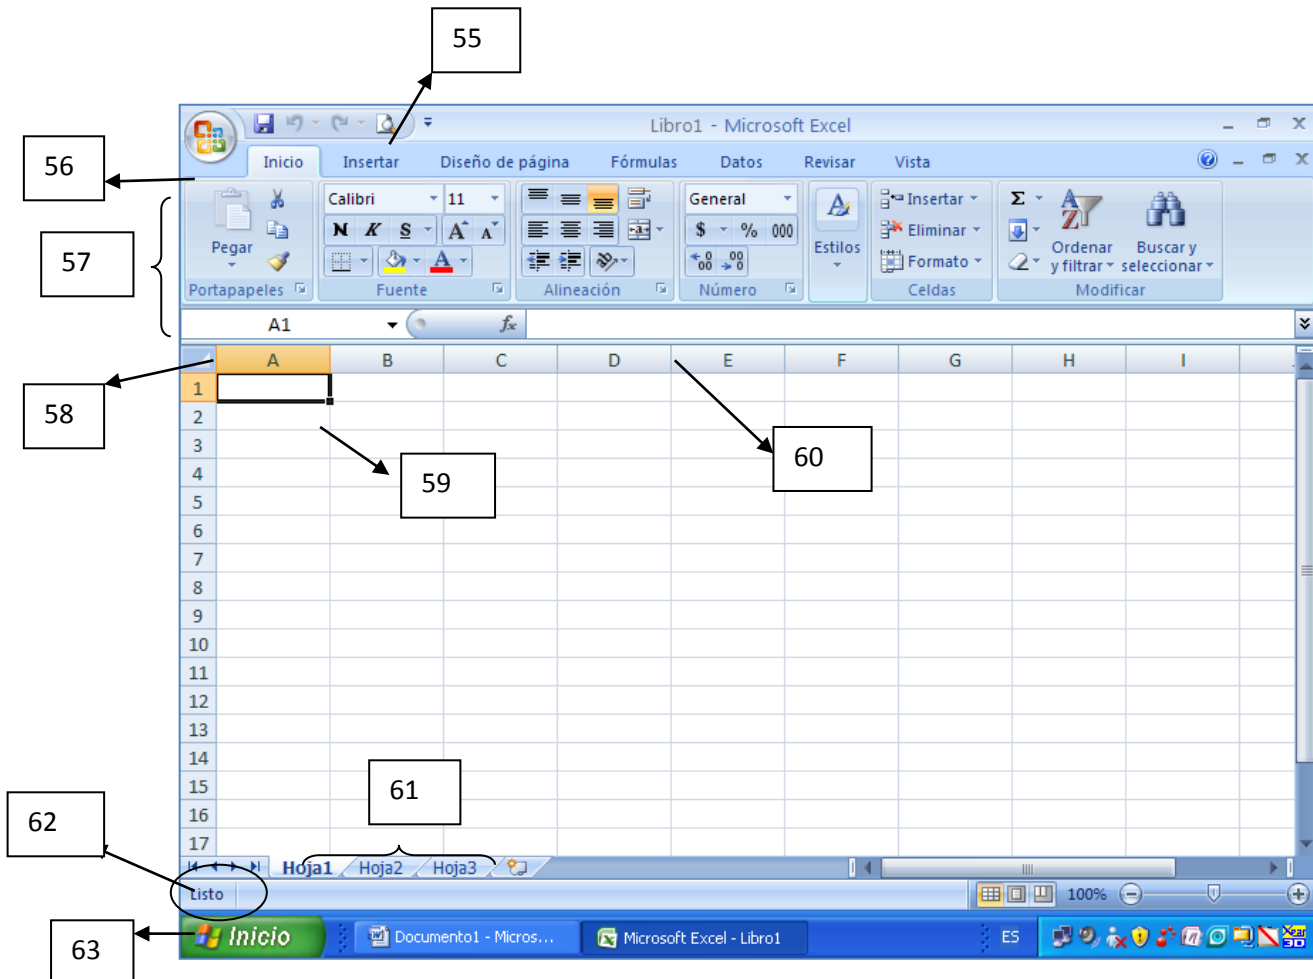 55
Libro1 - Microsoft Excel
56
Inicio Insertar Diseño de página Fórmulas Datos Revisar Vista
Calibri 11 General Insertar
N K S A A $ % 000 Eliminar
Pegar Estilos Ordenar y filtrar Buscar y seleccionar
57
A Formato
Portapapeles Fuente Alineación Número Celdas Modificar
A1 fx
A B C D E F G H I
58
1
2
60
3
59
4
5
6
7
8
9
10
11
12
13
14
61
15
62
16
17
Hoja1 Hoja2 Hoja3
Listo 100%
63
Inicio Documento1 - Micros... Microsoft Excel - Libro1 ES